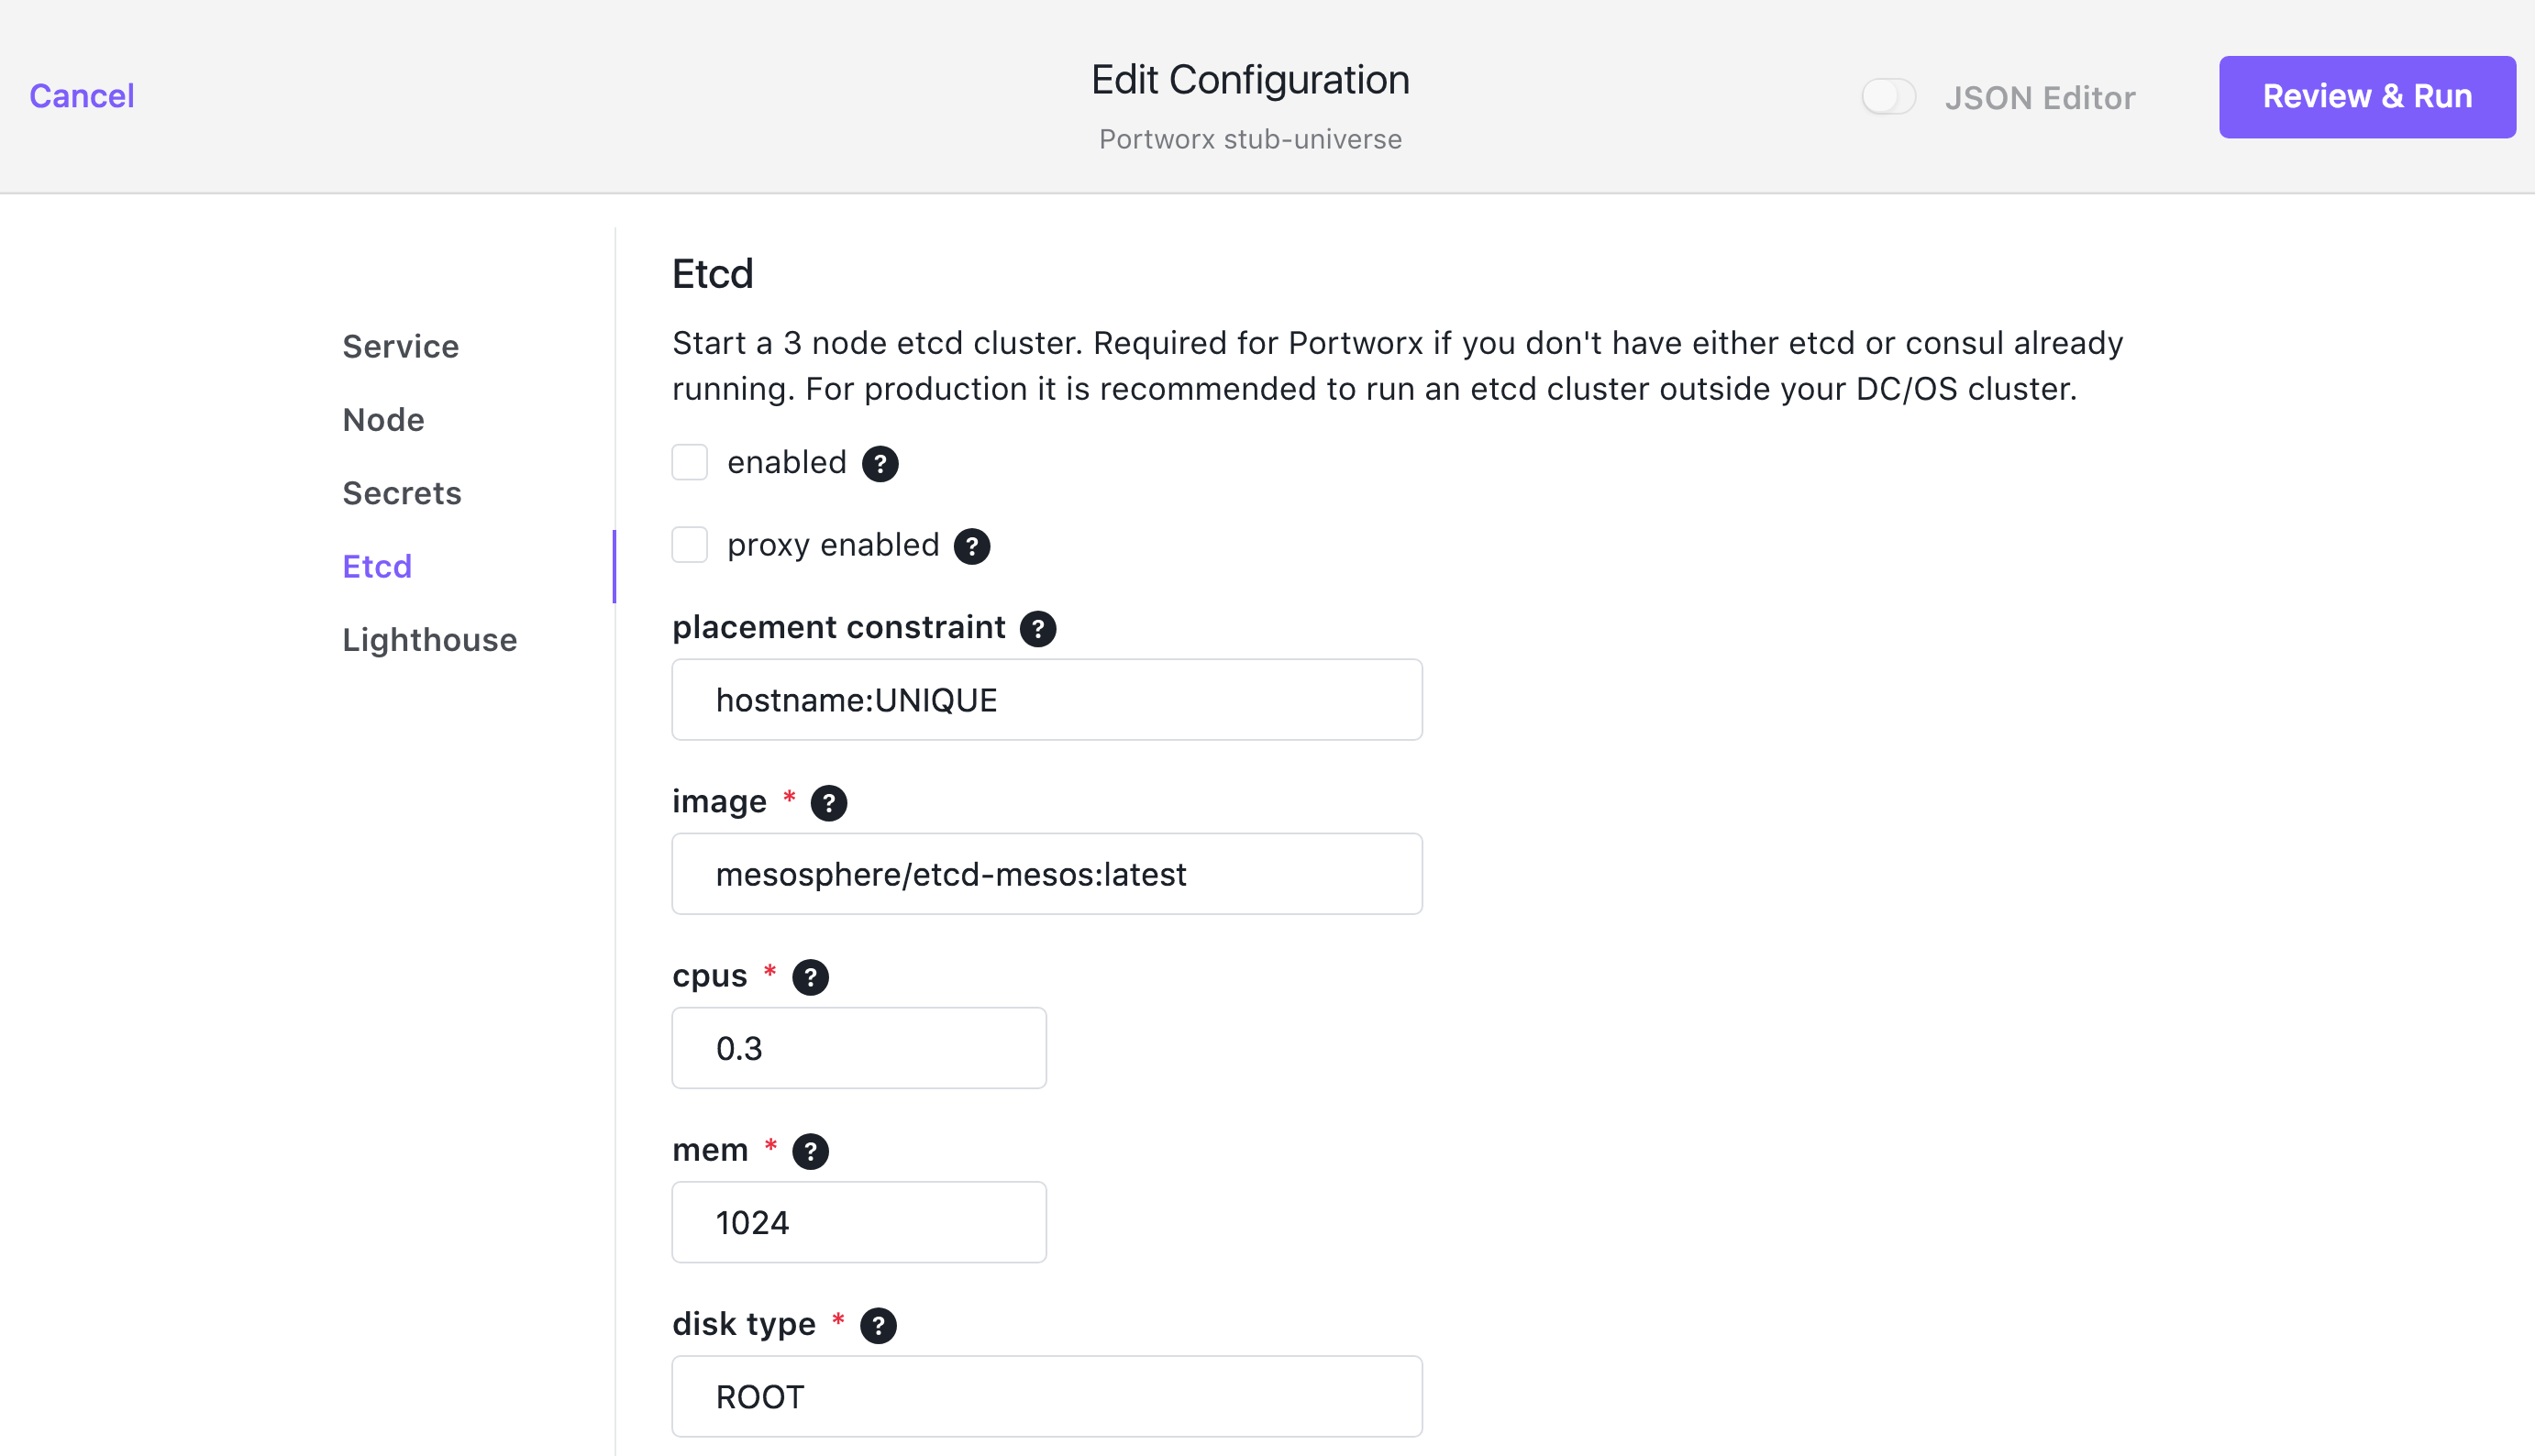 Cancel
Edit Configuration
Portworx stub-universe
JSON Editor
Review & Run
Service
Node
Secrets
Etcd
Lighthouse
Etcd
Start a 3 node etcd cluster. Required for Portworx if you don't have either etcd or consul already
running. For production it is recommended to run an etcd cluster outside your DC/OS cluster.
enabled ?
proxy enabled ?
placement constraint ?
hostname:UNIQUE
image * ?
mesosphere/etcd-mesos:latest
cpus * ?
0.3
mem * ?
1024
disk type * ?
ROOT